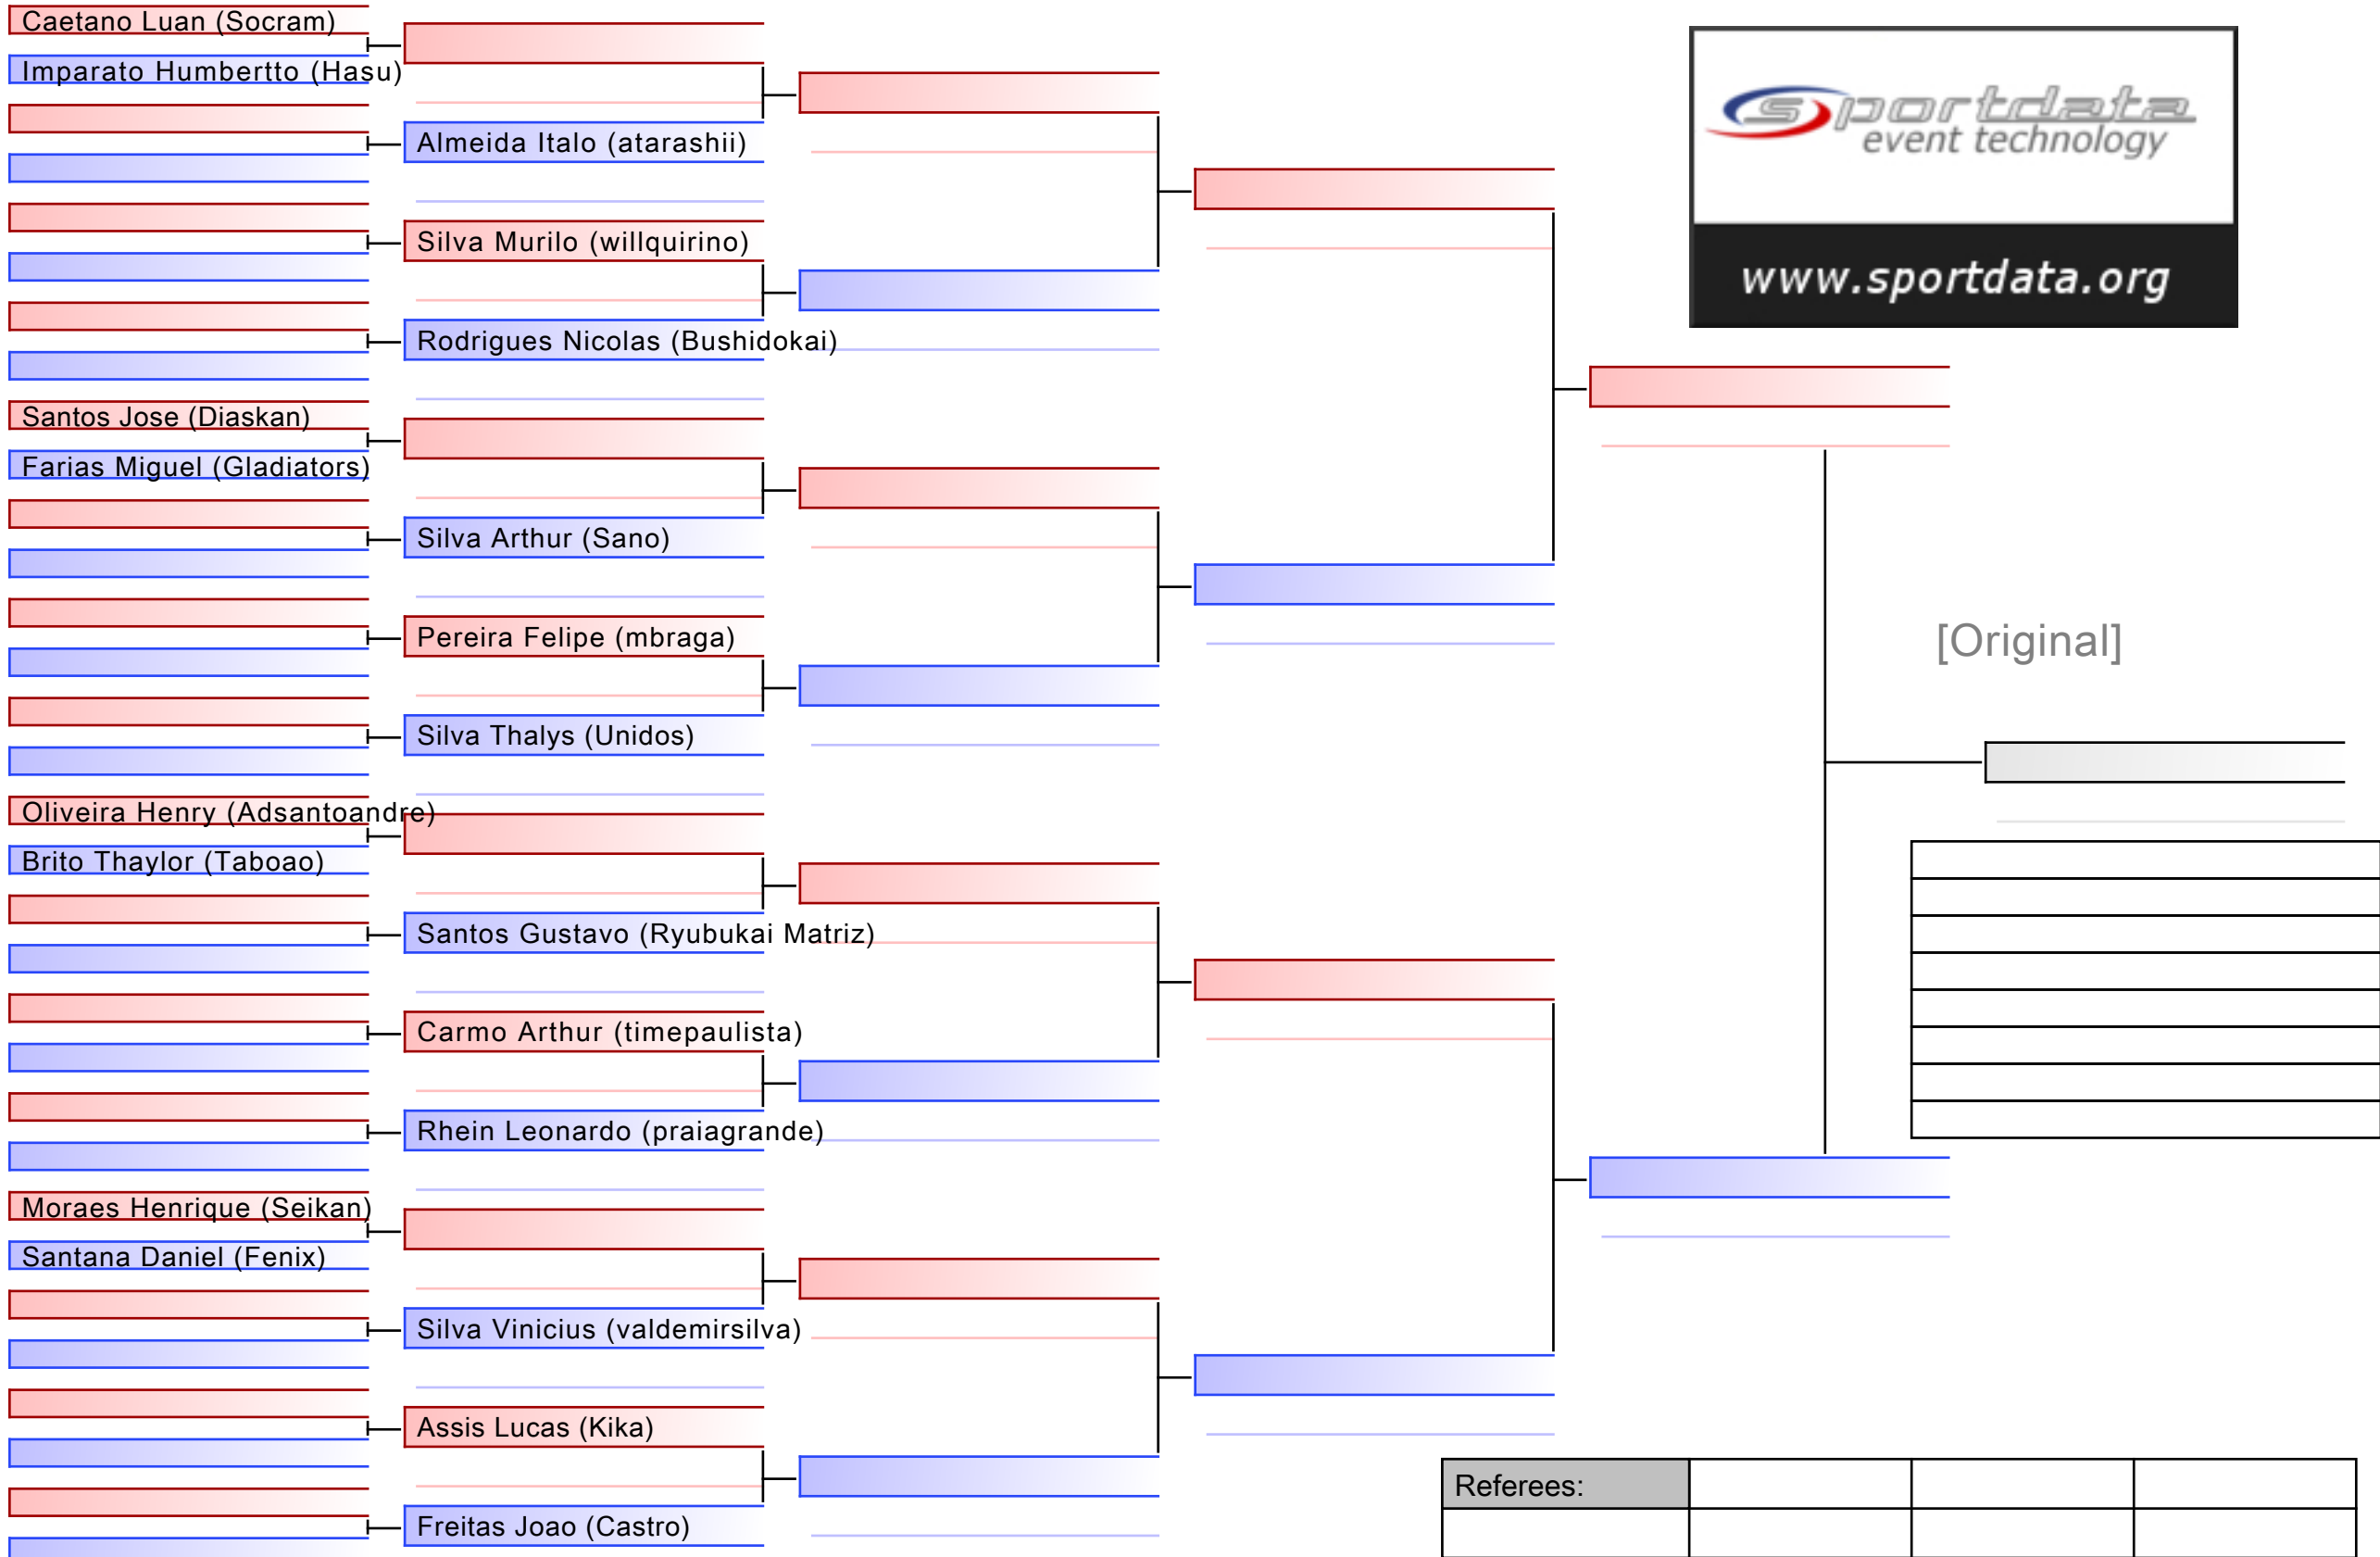 Caetano Luan (Socram)
Imparato Humbertto (Hasu)
Santos Jose (Diaskan)
Farias Miguel (Gladiators)
Oliveira Henry (Adsantoandre)
Brito Thaylor (Taboao)
Moraes Henrique (Seikan)
Santana Daniel (Fenix)
Almeida Italo (atarashii)
Silva Murilo (willquirino)
Rodrigues Nicolas (Bushidokai)
Silva Arthur (Sano)
Pereira Felipe (mbraga)
Silva Thalys (Unidos)
Santos Gustavo (Ryubukai Matriz)
Carmo Arthur (timepaulista)
Rhein Leonardo (praiagrande)
Silva Vinicius (valdemirsilva)
Assis Lucas (Kika)
Freitas Joao (Castro)
sportdata
event technology
www.sportdata.org
[Original]
Referees: